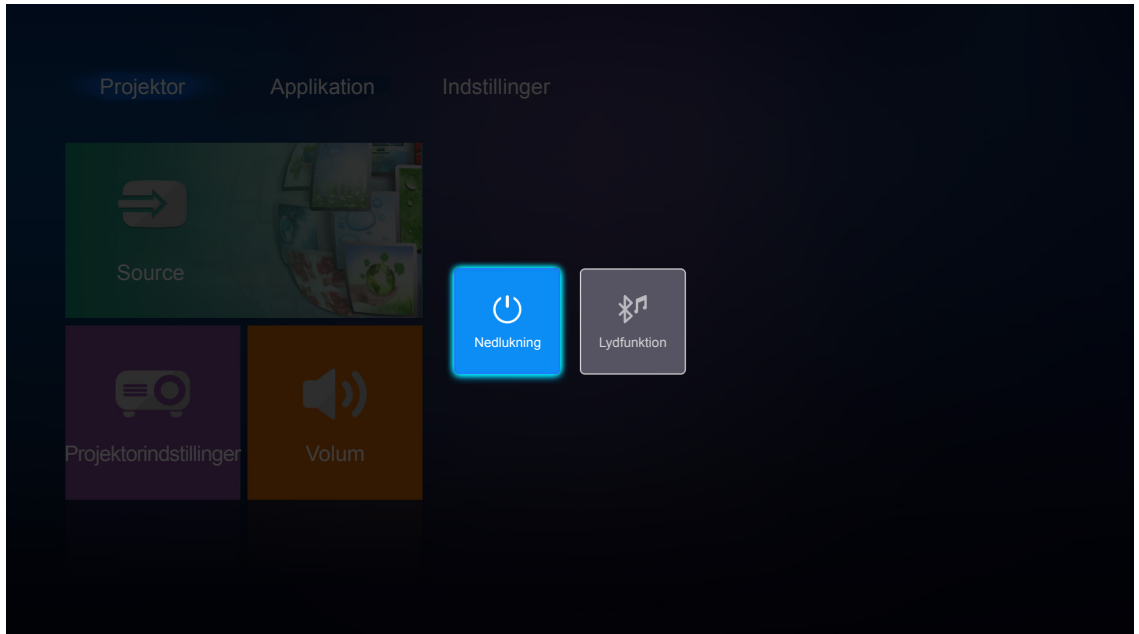 Projektor Applikation Indstillinger
Source
Nedlukning Lydfunktion
Projektorindstillinger Volum